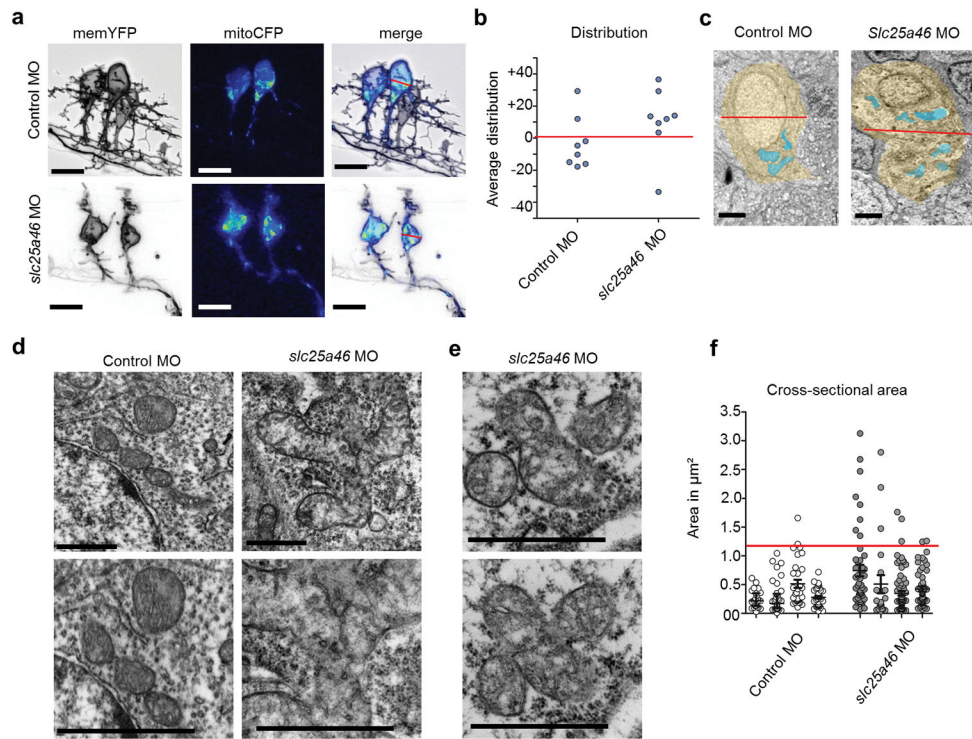 a
memYFP
mitoCFP
merge
Control MO
slc25a46 MO
b
Distribution
Average distribution
+40
+20
0
-20
-40
Control MO
slc25a46 MO
c
Control MO
Slc25a46 MO
d
Control MO
slc25a46 MO
e
slc25a46 MO
f
Cross-sectional area
Area in µm²
3.5
3.0
2.5
2.0
1.5
1.0
0.5
00
Control MO
slc25a46 MO